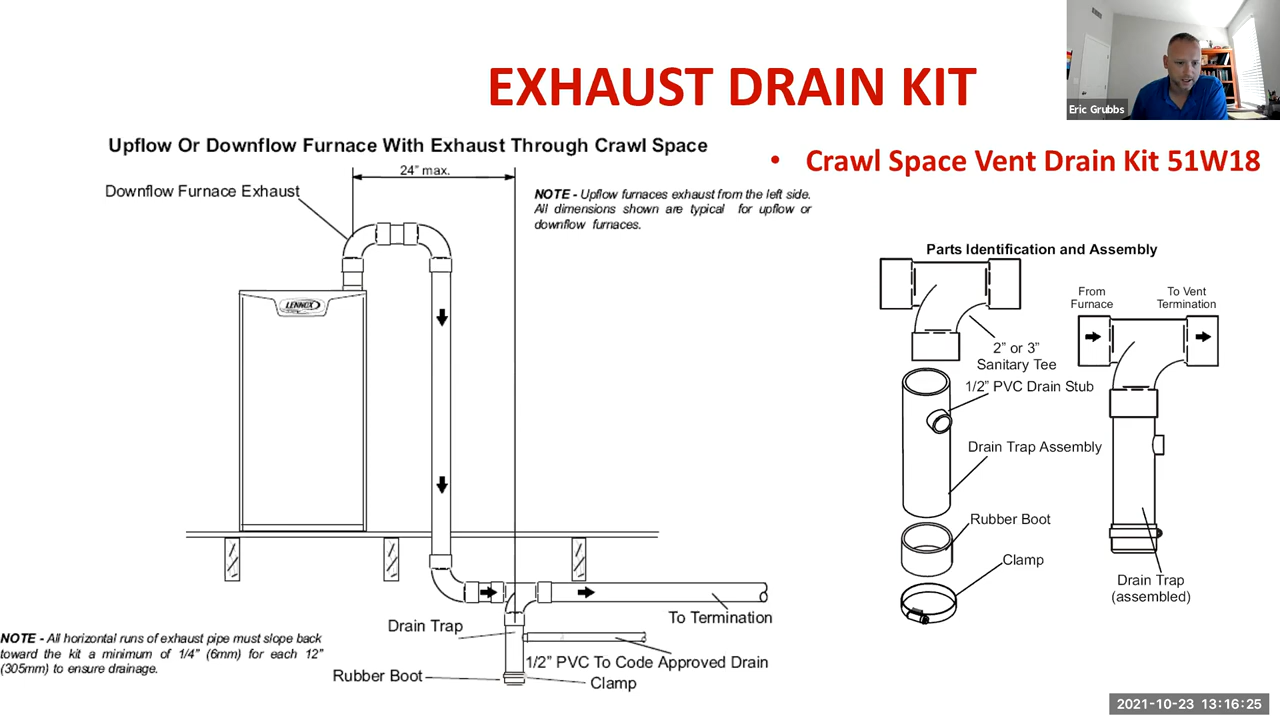 EXHAUST DRAIN KIT
Eric Grubbs
Upflow Or Downflow Furnace With Exhaust Through Crawl Space
• Crawl Space Vent Drain Kit 51W18
24” max.
Downflow Furnace Exhaust
NOTE - Upflow furnaces exhaust from the left side.
All dimensions shown are typical for upflow or
downflow furnaces.
LENNOX
To Termination
Drain Trap
1/2” PVC To Code Approved Drain
Rubber Boot
Clamp
NOTE - All horizontal runs of exhaust pipe must slope back
toward the kit a minimum of 1/4” (6mm) for each 12”
(305mm) to ensure drainage.
Parts Identification and Assembly
From
Furnace
To Vent
Termination
2” or 3”
Sanitary Tee
1/2” PVC Drain Stub
Drain Trap Assembly
Rubber Boot
Clamp
Drain Trap
(assembled)
2021-10-23 13:16:25